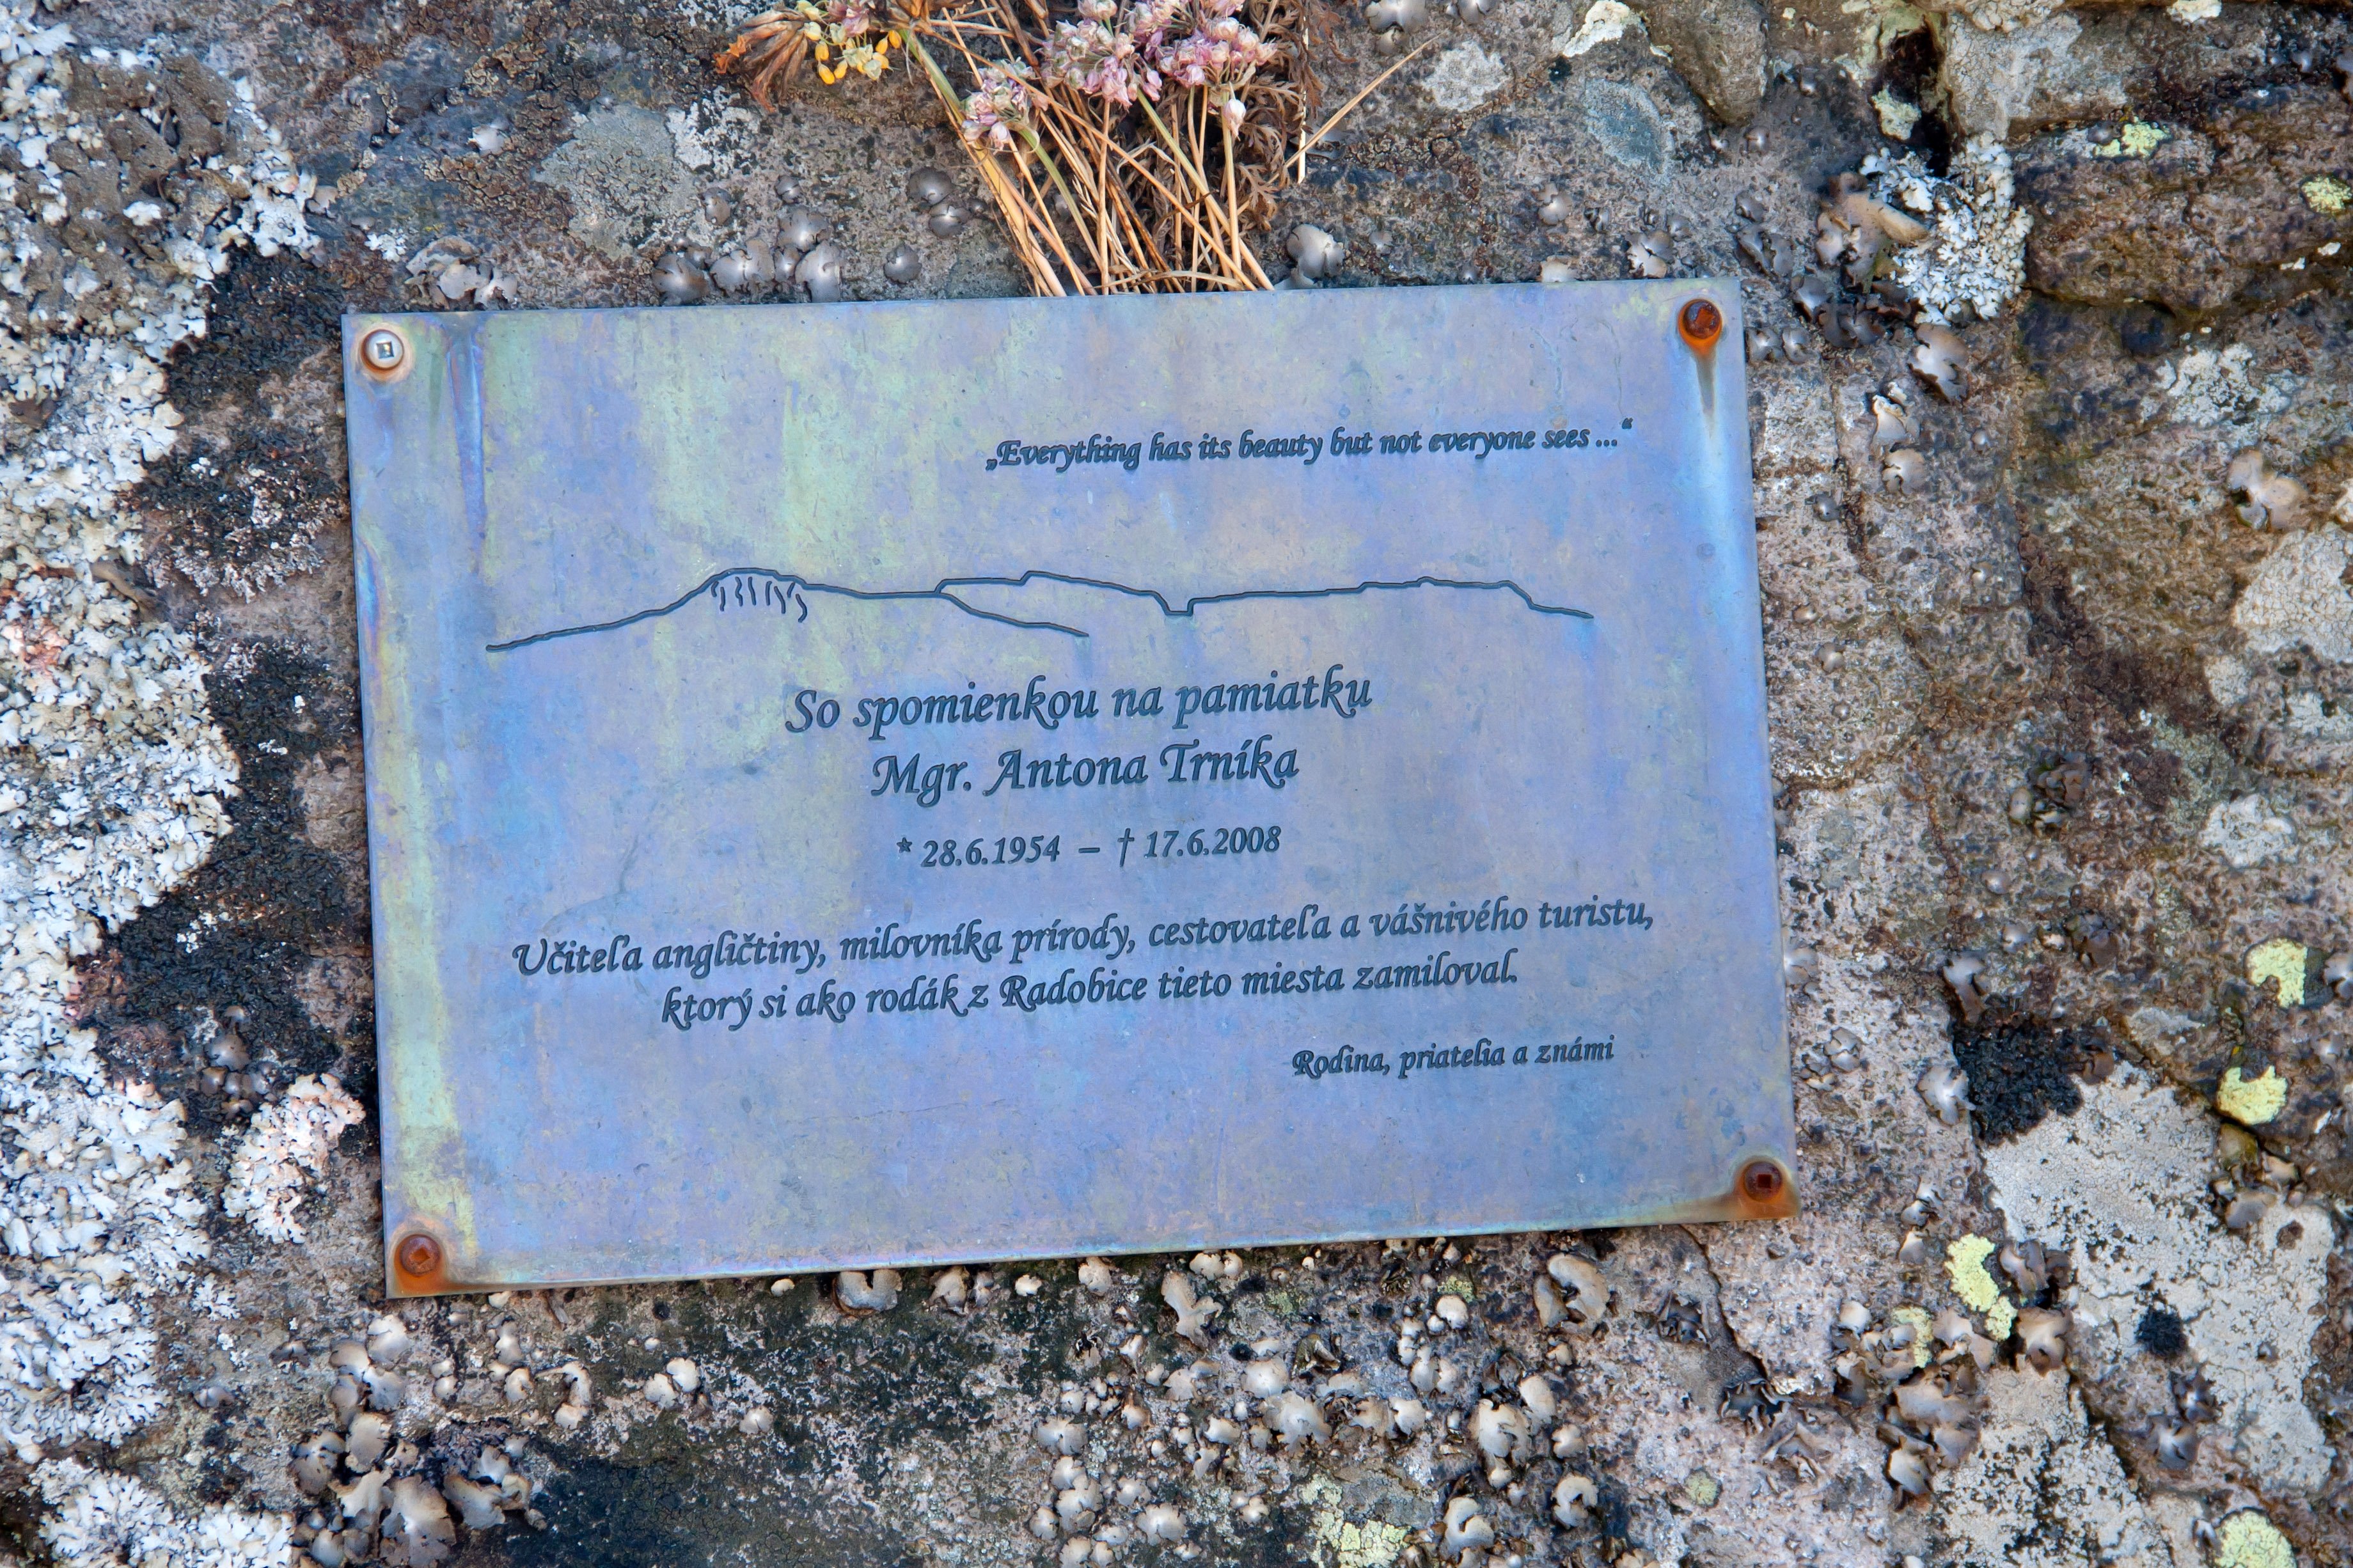 „Everything has its beauty but not everyone sees ...“
So spomienkou na pamiatku
Mgr. Antona Trníka
* 28.6.1954 – † 17.6.2008
Učiteľa angličtiny, milovníka prírody, cestovateľa a vášnivého turistu,
ktorý si ako rodák z Radobice tieto miesta zamiloval.
Rodina, priatelia a známi